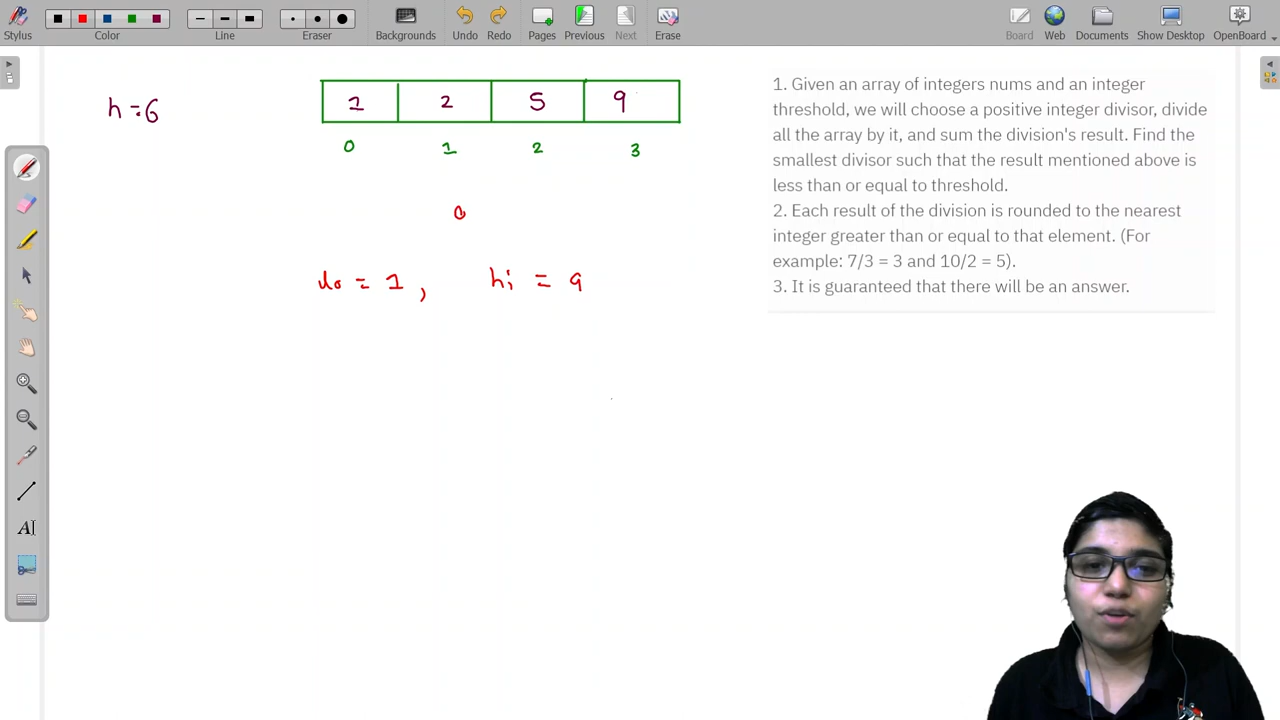 Stylus
Color
Line
Eraser
Backgrounds
Undo
Redo
Pages
Previous
Next
Erase
Board
Web
Documents
Show Desktop
OpenBoard
h = 6
1 2 5 9
0 1 2 3
0
lo = 1 , hi = 9
1. Given an array of integers nums and an integer
threshold, we will choose a positive integer divisor, divide
all the array by it, and sum the division's result. Find the
smallest divisor such that the result mentioned above is
less than or equal to threshold.
2. Each result of the division is rounded to the nearest
integer greater than or equal to that element. (For
example: 7/3 = 3 and 10/2 = 5).
3. It is guaranteed that there will be an answer.